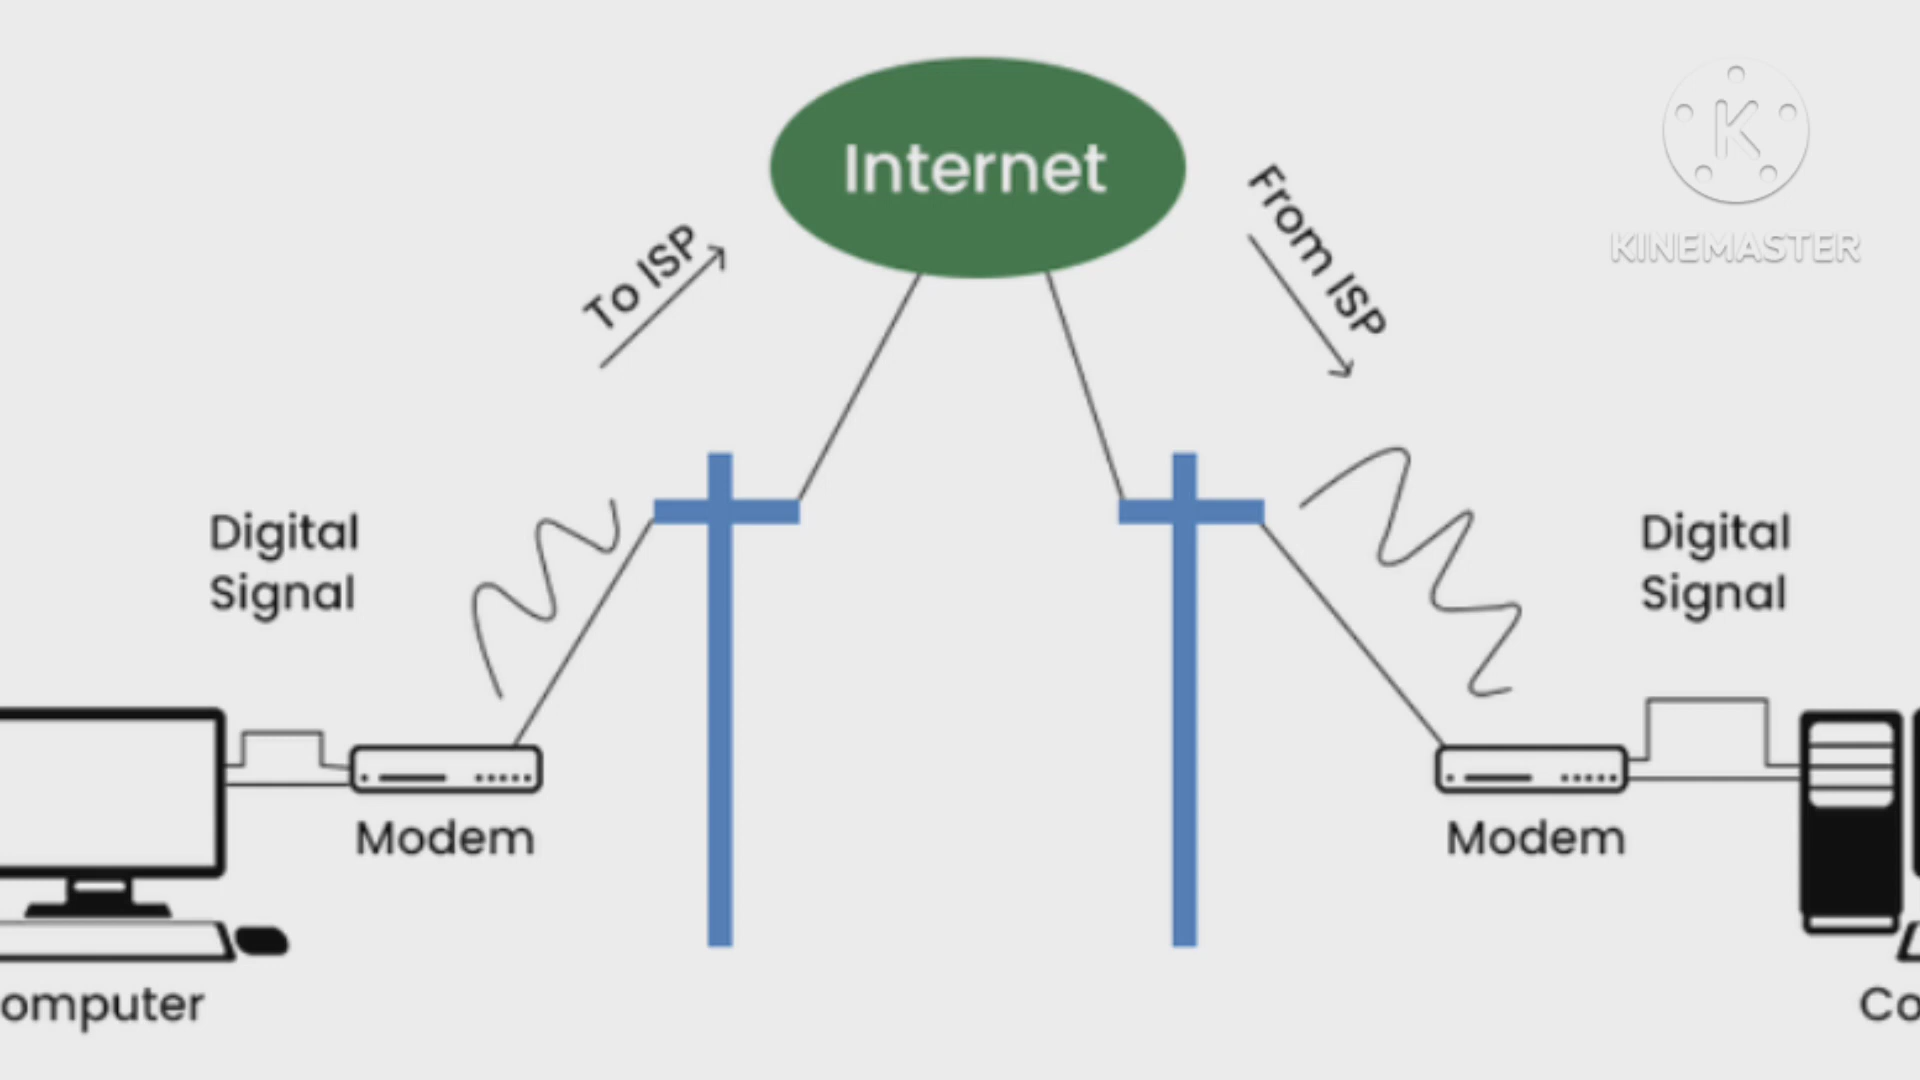 Internet
To ISP
From ISP
K
KINEMASTER
Digital
Signal
Digital
Signal
Modem
Modem
omputer
Co